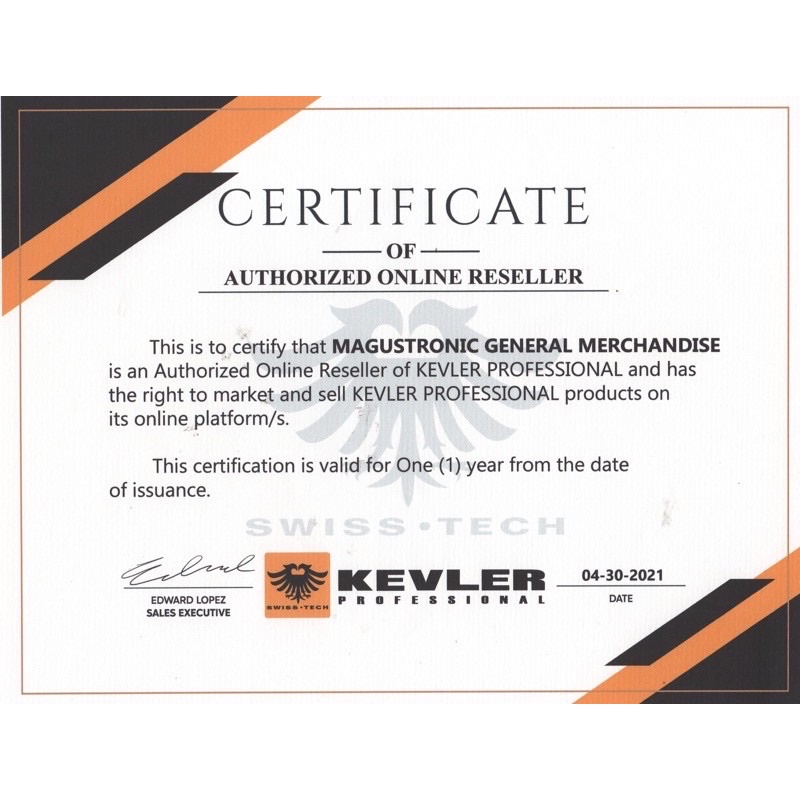 CERTIFICATE
OF
AUTHORIZED ONLINE RESELLER
This is to certify that MAGUSTRONIC GENERAL MERCHANDISE
is an Authorized Online Reseller of KEVLER PROFESSIONAL and has
the right to market and sell KEVLER PROFESSIONAL products on
its online platform/s.
This certification is valid for One (1) year from the date
of issuance.
SWISS•TECH
EDWARD LOPEZ
SALES EXECUTIVE
SWISS•TECH
KEVLER
PROFESSIONAL
04-30-2021
DATE